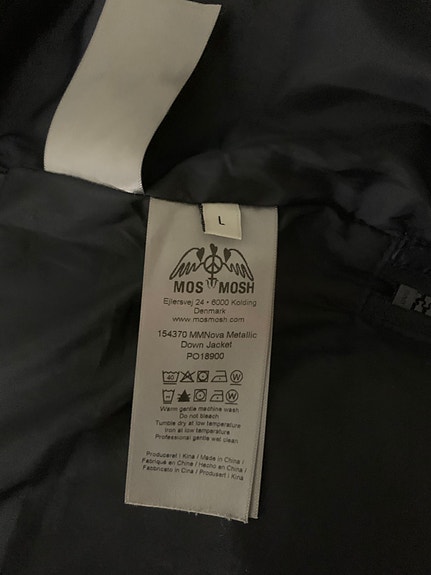 L
MOS MOSH
Ejlersvej 24 • 6000 Kolding
Denmark
www.mosmosh.com
154370 MMNova Metallic
Down Jacket
PO18900
40 W
W
Warm gentle machine wash
Do not bleach
Tumble dry at low temperature
Iron at low temperature
Professional gentle wet clean
Produceret / Kina / Made in China /
Fabriqué en Chine / Hecho en China /
Fabbricato in Cina / Produsert / Kina